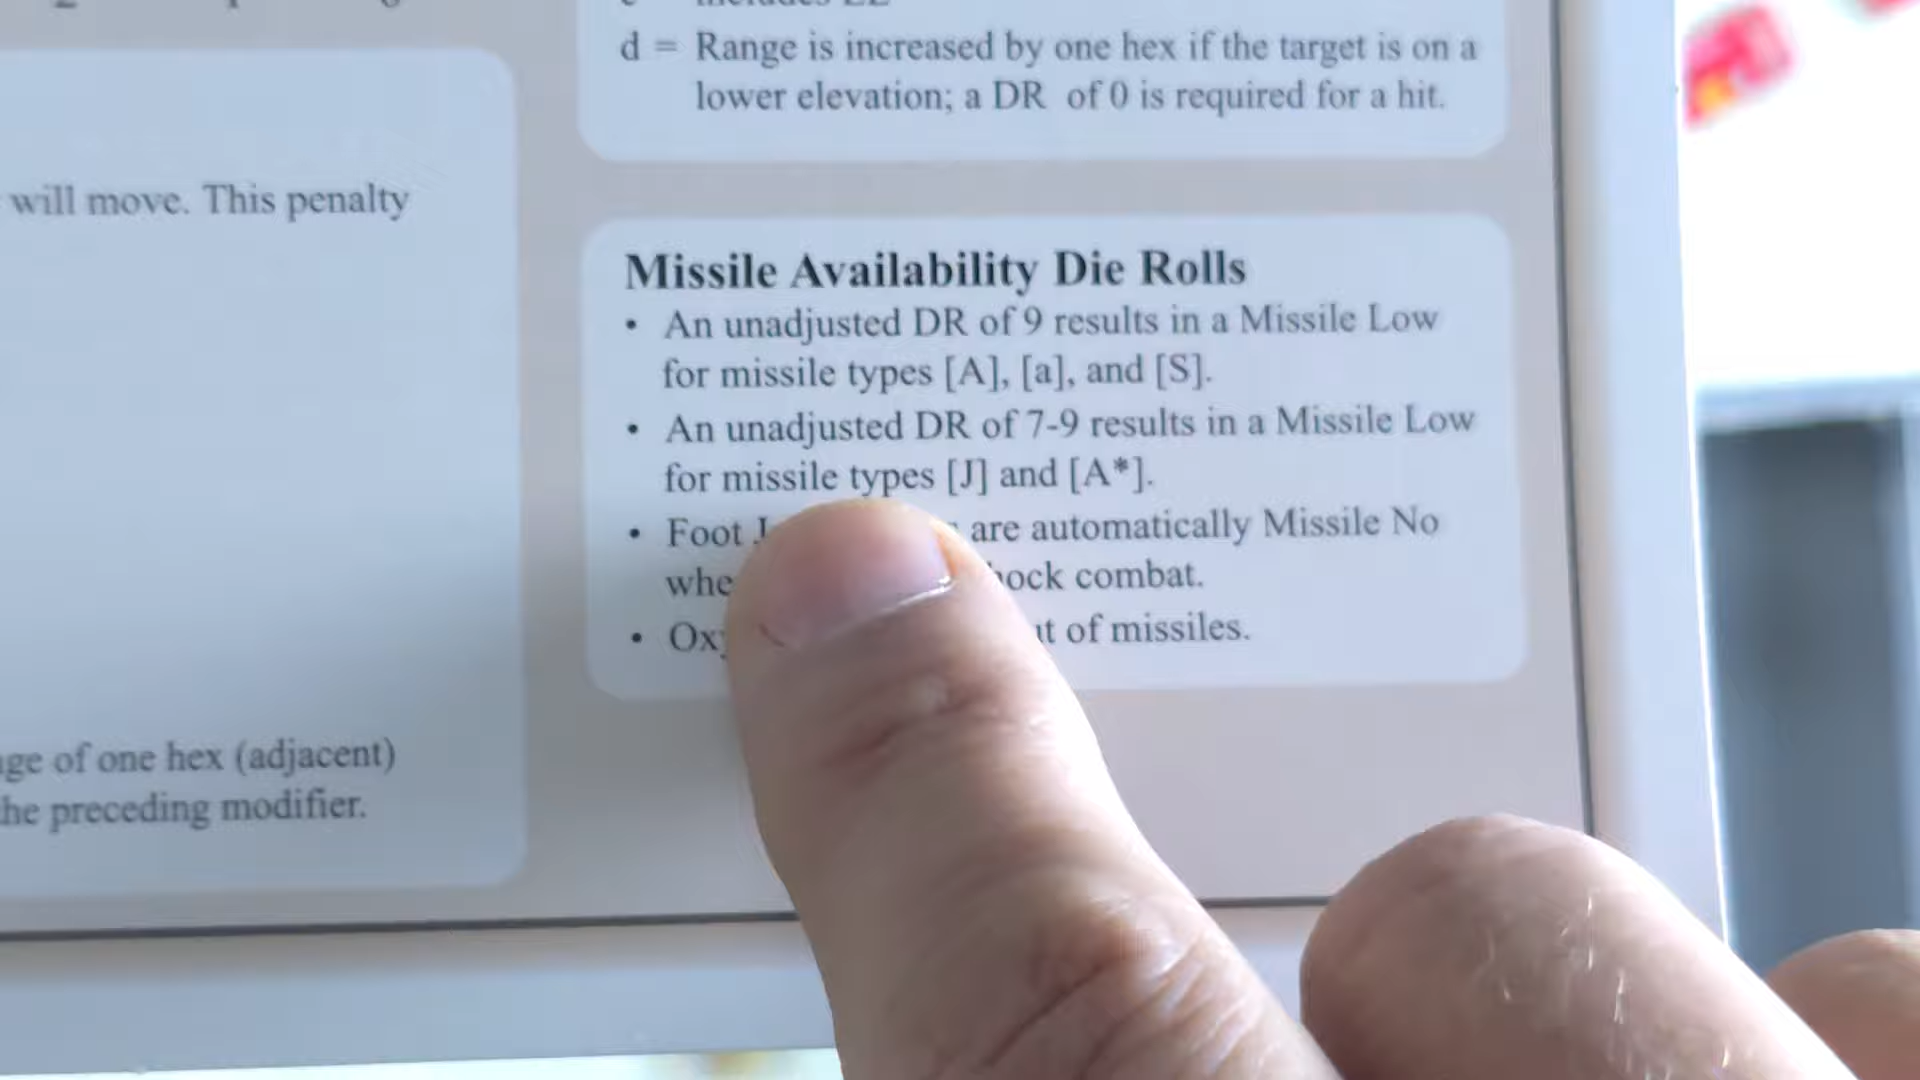 d = Range is increased by one hex if the target is on a
lower elevation; a DR of 0 is required for a hit.
will move. This penalty
Missile Availability Die Rolls
• An unadjusted DR of 9 results in a Missile Low
for missile types [A], [a], and [S].
• An unadjusted DR of 7-9 results in a Missile Low
for missile types [J] and [A*].
• Foot are automatically Missile No
combat.
• of missiles.
of one hex (adjacent)
preceding modifier.